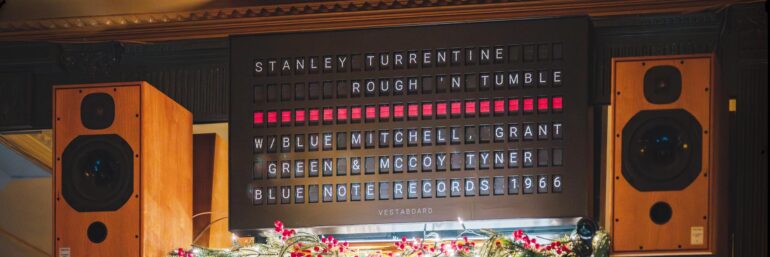 STANLEY TURRENTINE
ROUGH 'N TUMBLE
W/BLUE MITCHELL, GRANT
GREEN & MCCOY TYNER
BLUE NOTE RECORDS 1966
VESTABOARD